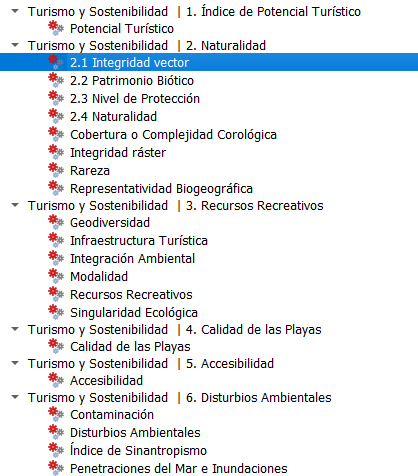 Turismo y Sostenibilidad | 1. Índice de Potencial Turístico
Potencial Turístico
Turismo y Sostenibilidad | 2. Naturalidad
2.1 Integridad vector
2.2 Patrimonio Biótico
2.3 Nivel de Protección
2.4 Naturalidad
Cobertura o Complejidad Corológica
Integridad ráster
Rareza
Representatividad Biogeográfica
Turismo y Sostenibilidad | 3. Recursos Recreativos
Geodiversidad
Infraestructura Turística
Integración Ambiental
Modalidad
Recursos Recreativos
Singularidad Ecológica
Turismo y Sostenibilidad | 4. Calidad de las Playas
Calidad de las Playas
Turismo y Sostenibilidad | 5. Accesibilidad
Accesibilidad
Turismo y Sostenibilidad | 6. Disturbios Ambientales
Contaminación
Disturbios Ambientales
Índice de Sinantropismo
Penetraciones del Mar e Inundaciones